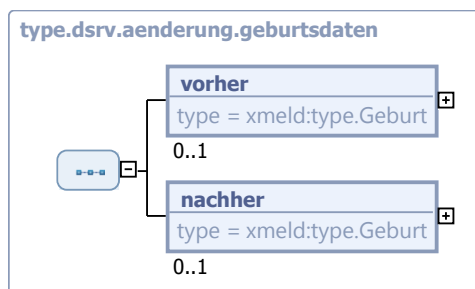 type.dsrv.aenderung.geburtsdaten
vorher
type = xmeld:type.Geburt
0..1
nachher
type = xmeld:type.Geburt
0..1